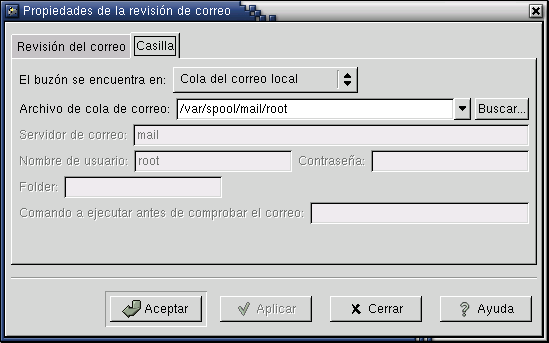 Propiedades de la revisión de correo
Revisión del correo Casilla
El buzón se encuentra en: Cola del correo local
Archivo de cola de correo: /var/spool/mail/root Buscar...
Servidor de correo: mail
Nombre de usuario: root Contraseña:
Folder:
Comando a ejecutar antes de comprobar el correo:
Aceptar Aplicar Cerrar Ayuda